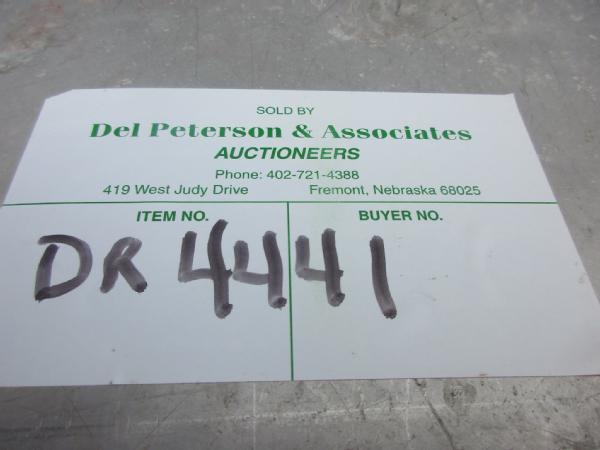 SOLD BY
Del Peterson & Associates
AUCTIONEERS
Phone: 402-721-4388
419 West Judy Drive Fremont, Nebraska 68025
ITEM NO. BUYER NO.
DR 4441